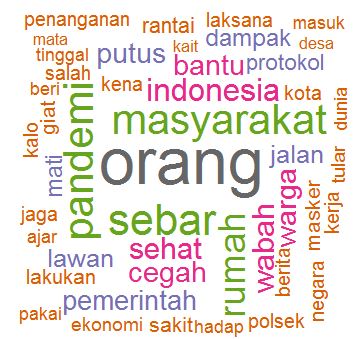 penanganan rantai laksana masuk
mata kait dampak desa
tinggal putus protokol
salah bantu
beri kena indonesia kota dunia
kalo giat pandemi masyarakat
mati orang jalan tular
jaga sebar rumah wabah warga masker kerja
ajar sehat
lawan cegah berita negara
lakukan
pakai pemerintah
ekonomi sakit hadap polsek